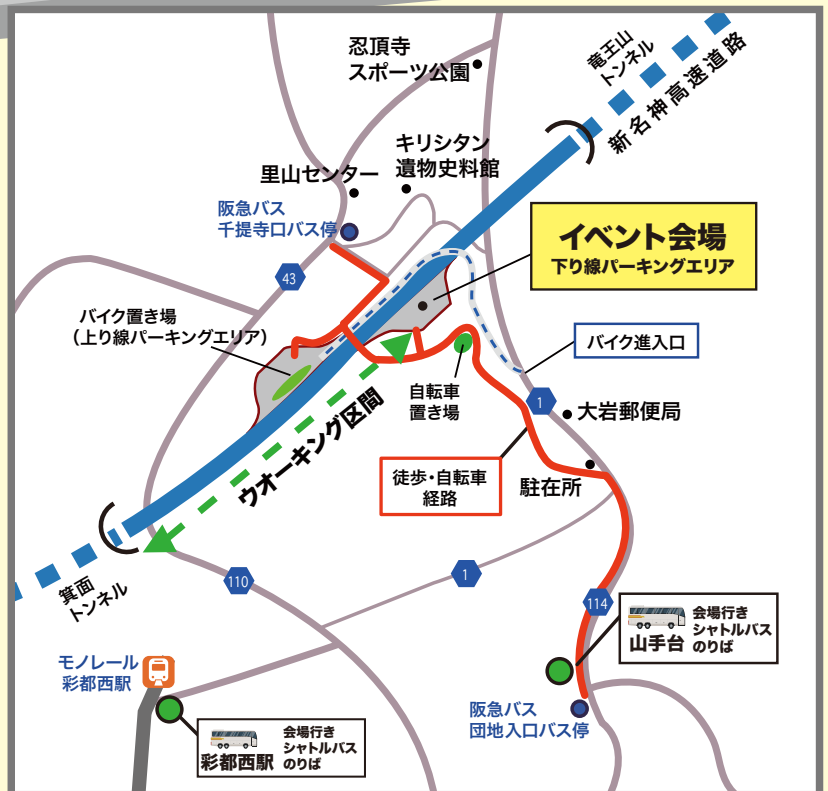 忍頂寺
スポーツ公園
竜王山
トンネル
新名神高速道路
キリシタン
遺物史料館
里山センター
阪急バス
千提寺口バス停
イベント会場
下り線パーキングエリア
43
バイク置き場
（上り線パーキングエリア）
バイク進入口
自転車
置き場
1
大岩郵便局
ウオーキング区間
徒歩・自転車
経路
駐在所
箕面
トンネル
110
1
114
会場行き
シャトルバス
のりば
山手台
モノレール
彩都西駅
阪急バス
団地入口バス停
会場行き
シャトルバス
のりば
彩都西駅